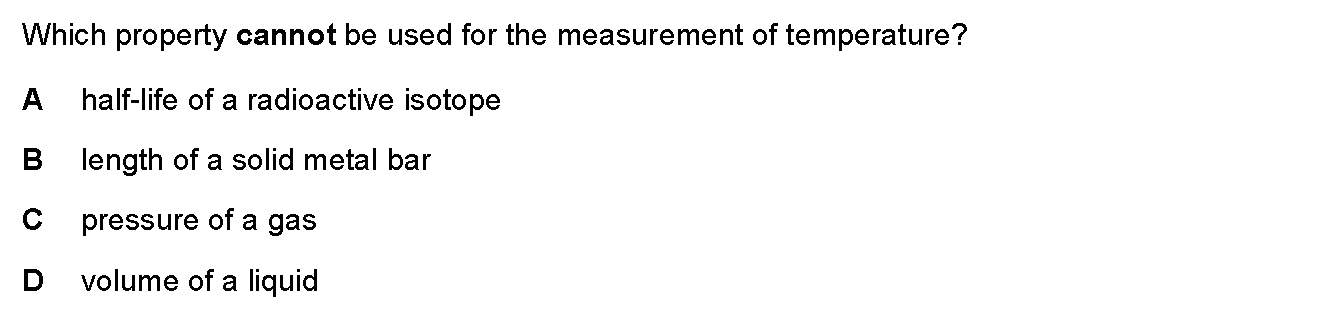 Which property cannot be used for the measurement of temperature?
A half-life of a radioactive isotope
B length of a solid metal bar
C pressure of a gas
D volume of a liquid